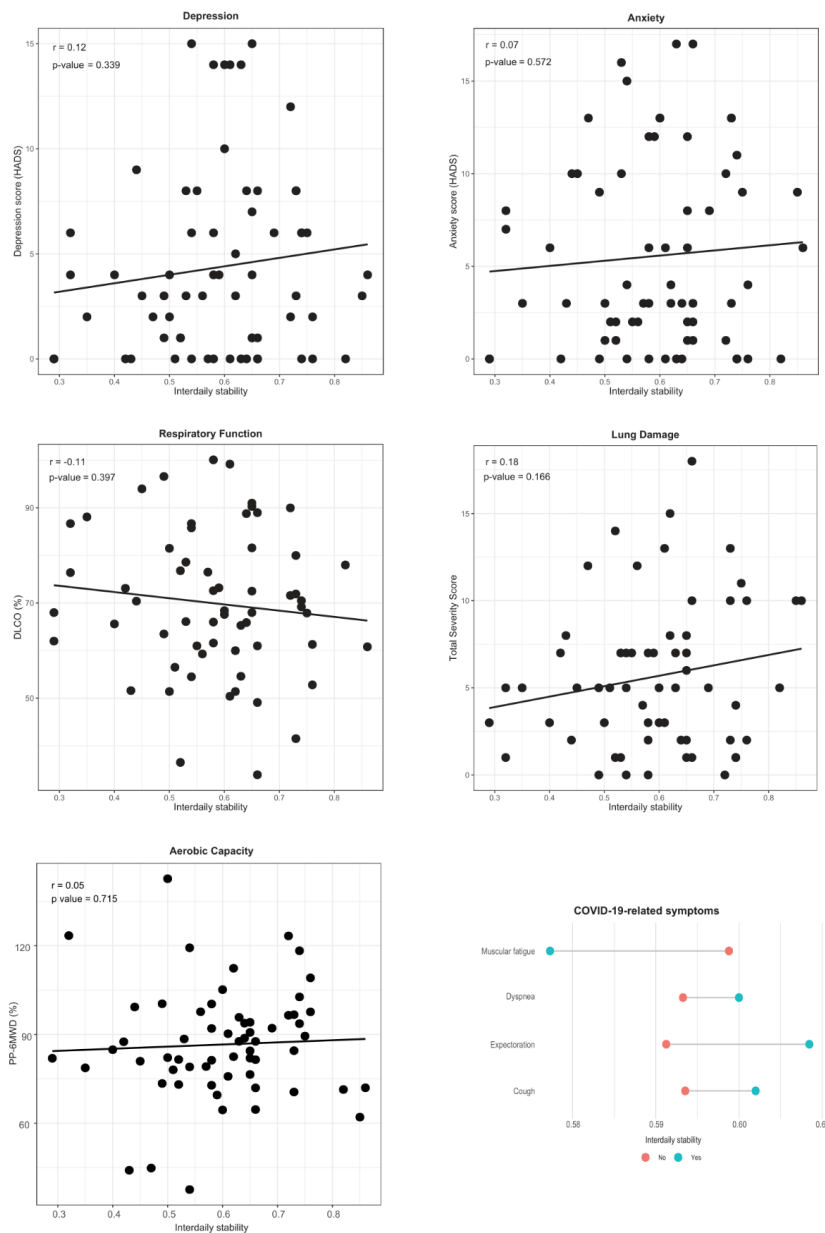 Depression
r = 0.12
p-value = 0.339
15
10
5
0
Depression score (HADS)
0.3 0.4 0.5 0.6 0.7 0.8
Interdaily stability
Anxiety
r = 0.07
p-value = 0.572
15
10
5
0
Anxiety score (HADS)
0.3 0.4 0.5 0.6 0.7 0.8
Interdaily stability
Respiratory Function
r = -0.11
p-value = 0.397
90
70
50
DLCO (%)
0.3 0.4 0.5 0.6 0.7 0.8
Interdaily stability
Lung Damage
r = 0.18
p-value = 0.166
15
10
5
0
Total Severity Score
0.3 0.4 0.5 0.6 0.7 0.8
Interdaily stability
Aerobic Capacity
r = 0.05
p value = 0.715
120
90
60
PP-6MWD (%)
0.3 0.4 0.5 0.6 0.7 0.8
Interdaily stability
COVID-19-related symptoms
Muscular fatigue
Dyspnea
Expectoration
Cough
0.58 0.59 0.60
Interdaily stability
No Yes